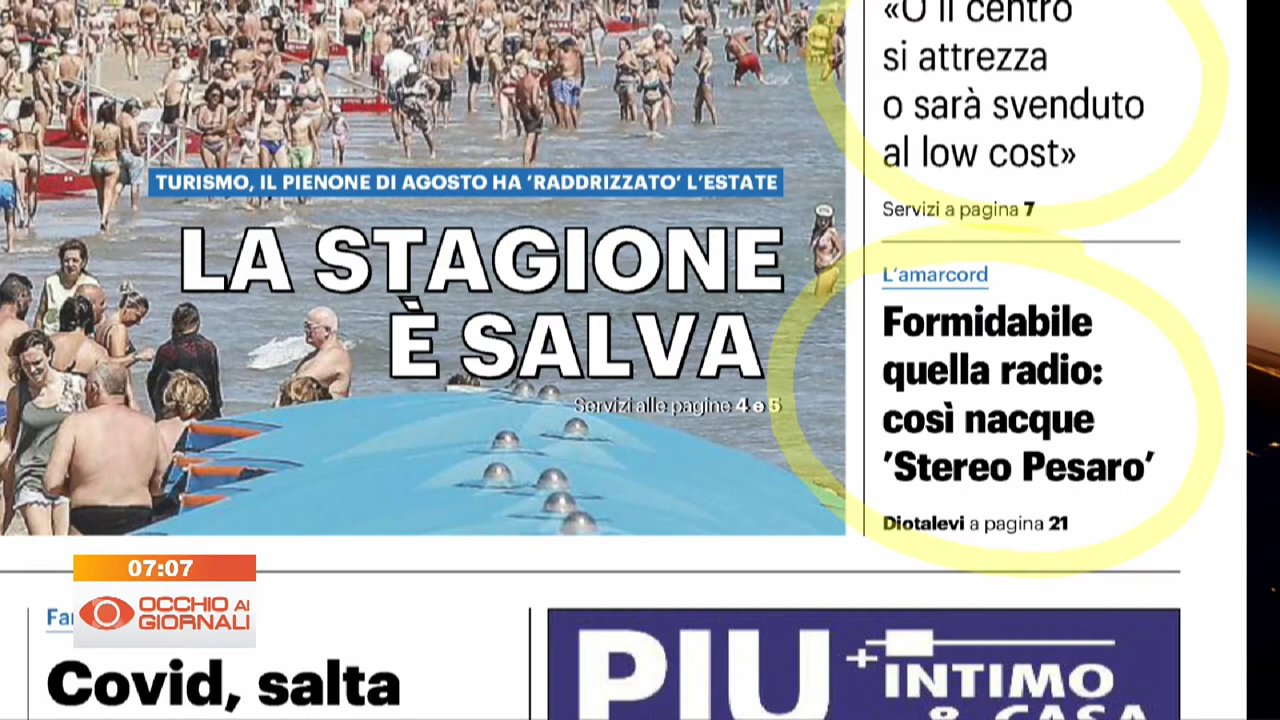 «O il centro
si attrezza
o sarà svenduto
al low cost»
Servizi a pagina 7
TURISMO, IL PIENONE DI AGOSTO HA ’RADDRIZZATO’ L’ESTATE
LA STAGIONE
È SALVA
Servizi alle pagine 4 e 5
L’amarcord
Formidabile
quella radio:
così nacque
’Stereo Pesaro’
Diotalevi a pagina 21
07:07
OCCHIO AI
GIORNALI
Covid, salta
PIU
INTIMO
& CASA